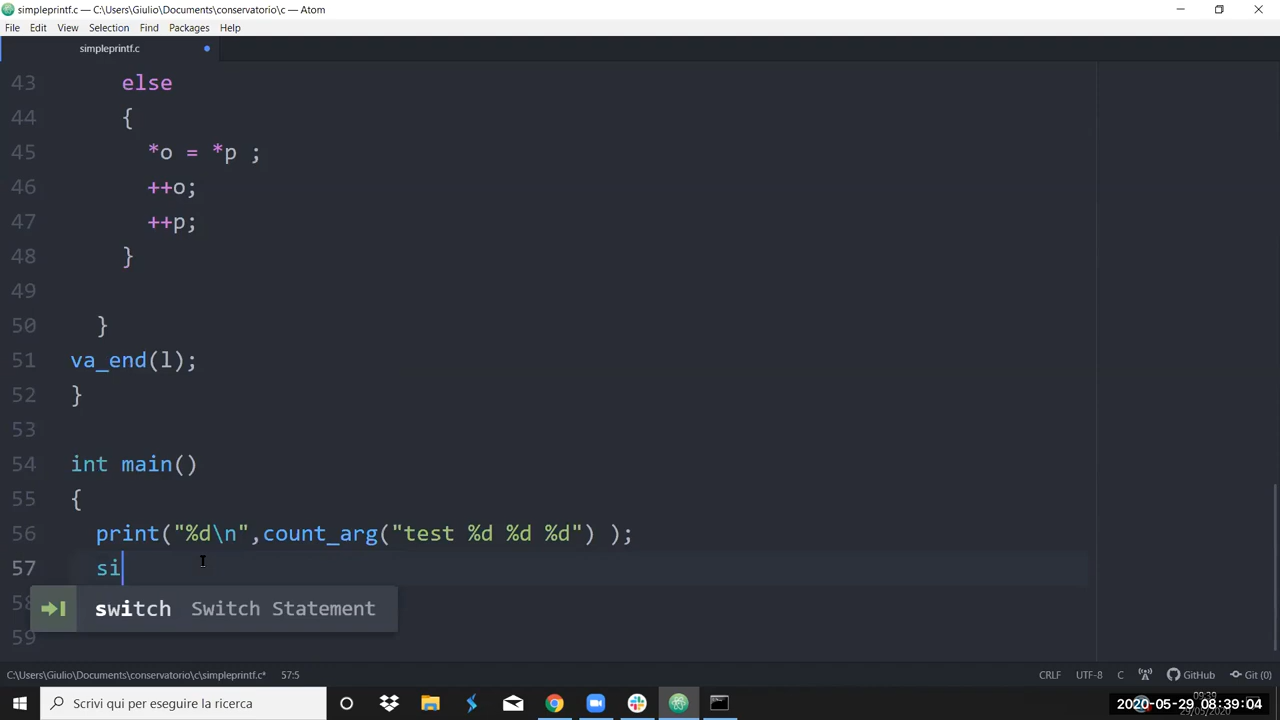 simpleprintf.c — C:\Users\Giulio\Documents\conservatorio\c — Atom
File Edit View Selection Find Packages Help
simpleprintf.c
43 else
44 {
45 *o = *p ;
46 ++o;
47 ++p;
48 }
49
50 }
51 va_end(l);
52 }
53
54 int main()
55 {
56 print("%d\n",count_arg("test %d %d %d") );
57 si
switch Switch Statement
59
C:\Users\Giulio\Documents\conservatorio\c\simpleprintf.c* 57:5 CRLF UTF-8 C GitHub Git (0)
Scrivi qui per eseguire la ricerca
2020-05-29 08:39:04